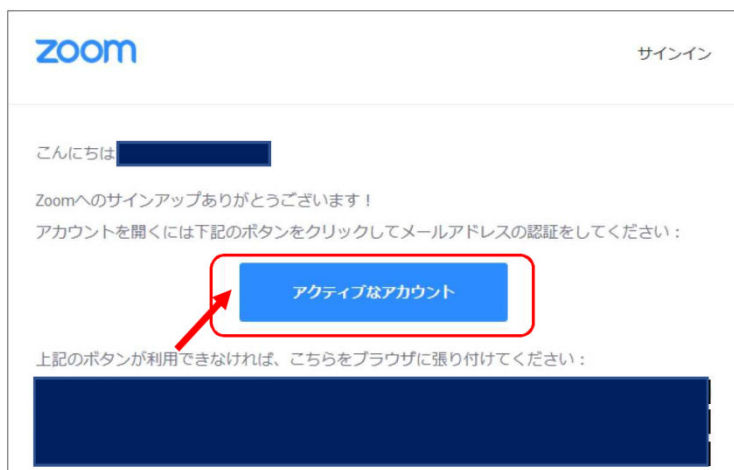 zoom
サインイン
こんにちは
Zoomへのサインアップありがとうございます！
アカウントを開くには下記のボタンをクリックしてメールアドレスの認証をしてください：
アクティブなアカウント
上記のボタンが利用できなければ、こちらをブラウザに張り付けてください：